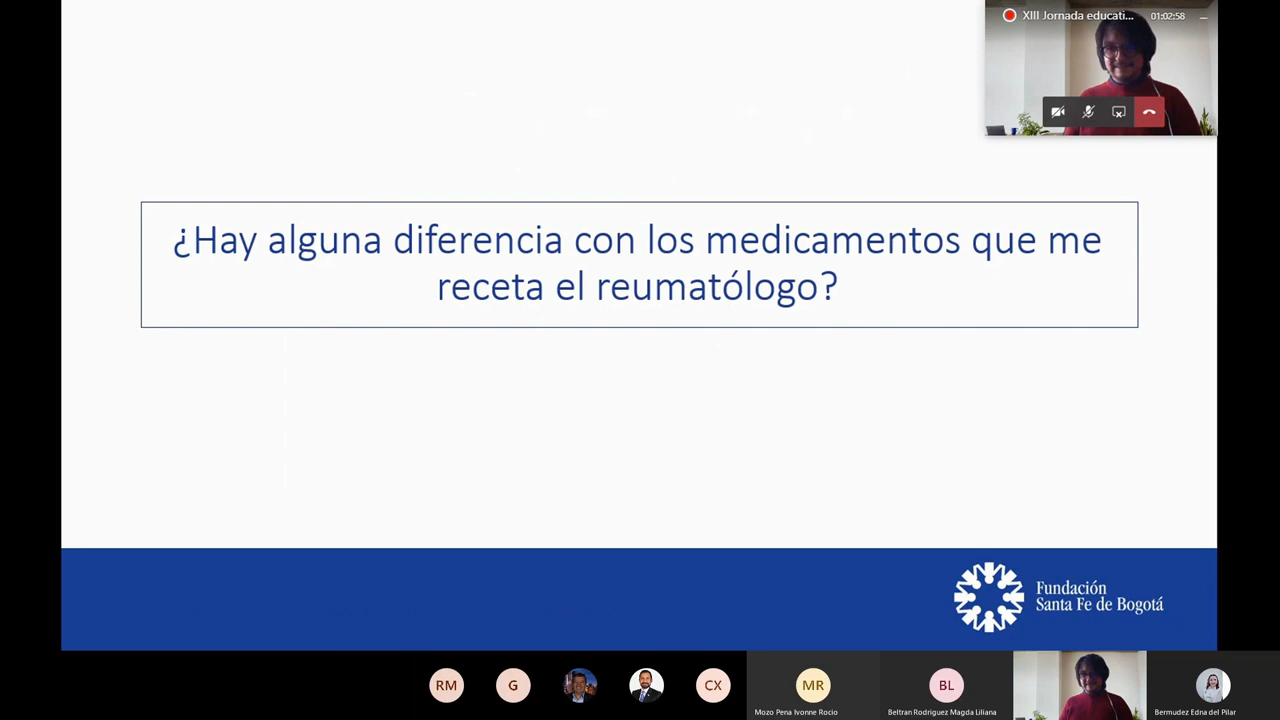 XIII Jornada educati...
01:02:58
¿Hay alguna diferencia con los medicamentos que me
receta el reumatólogo?
Fundación
Santa Fe de Bogotá
RM
G
CX
MR
BL
Mozo Pena Ivonne Rocio
Beltran Rodriguez Magda Liliana
Bermudez Edna del Pilar